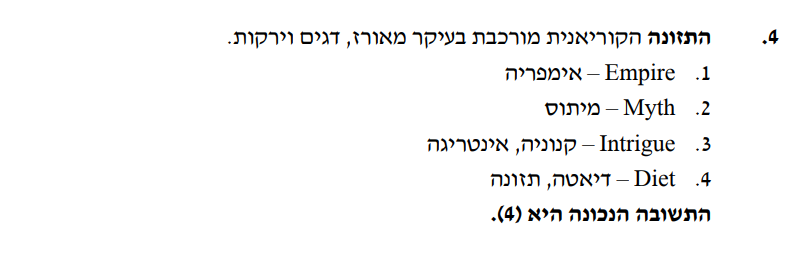 4. התזונה הקוריאנית מורכבת בעיקר מאורז, דגים וירקות.
1. Empire – אימפריה
2. Myth – מיתוס
3. Intrigue – קנוניה, אינטריגה
4. Diet – דיאטה, תזונה
התשובה הנכונה היא (4).